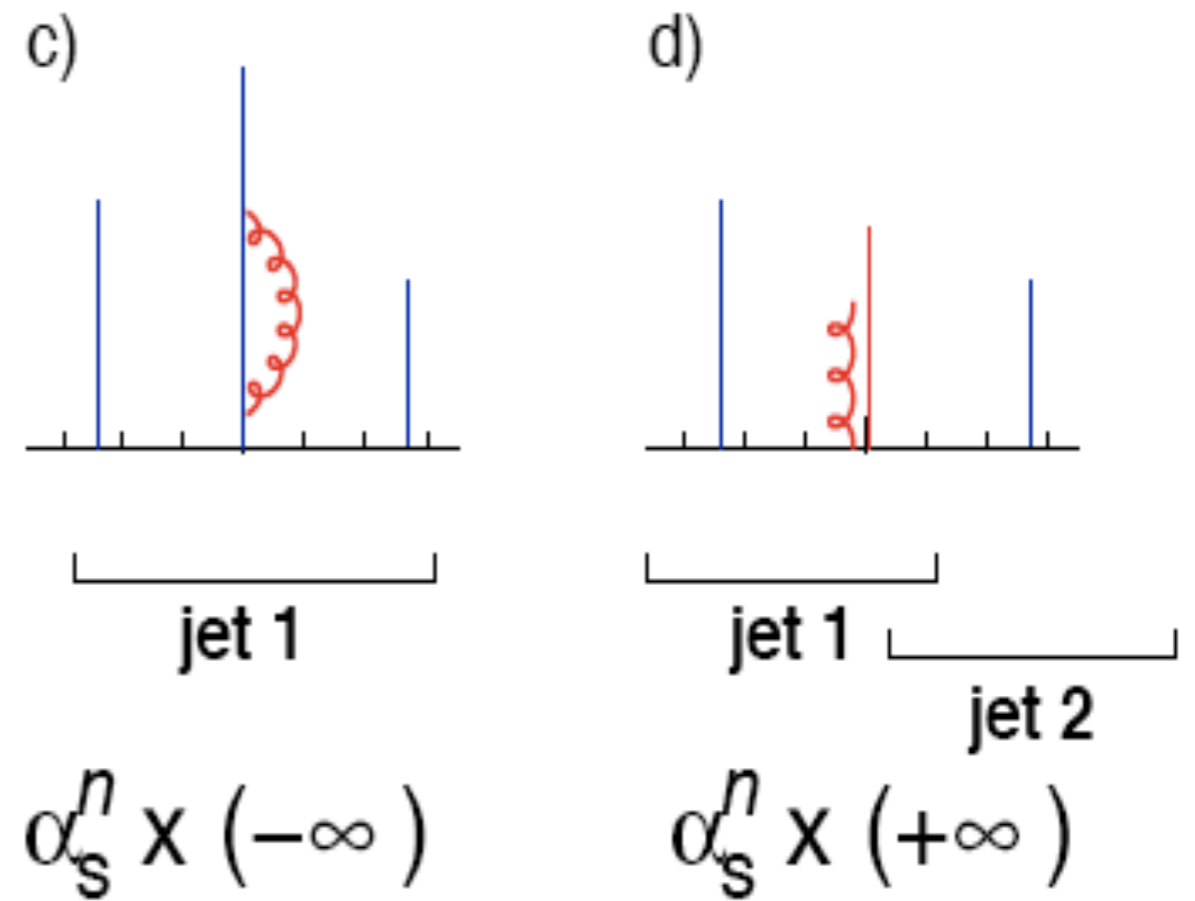 c)
d)
jet 1
jet 1
jet 2
αₛⁿ x (−∞)
αₛⁿ x (+∞)